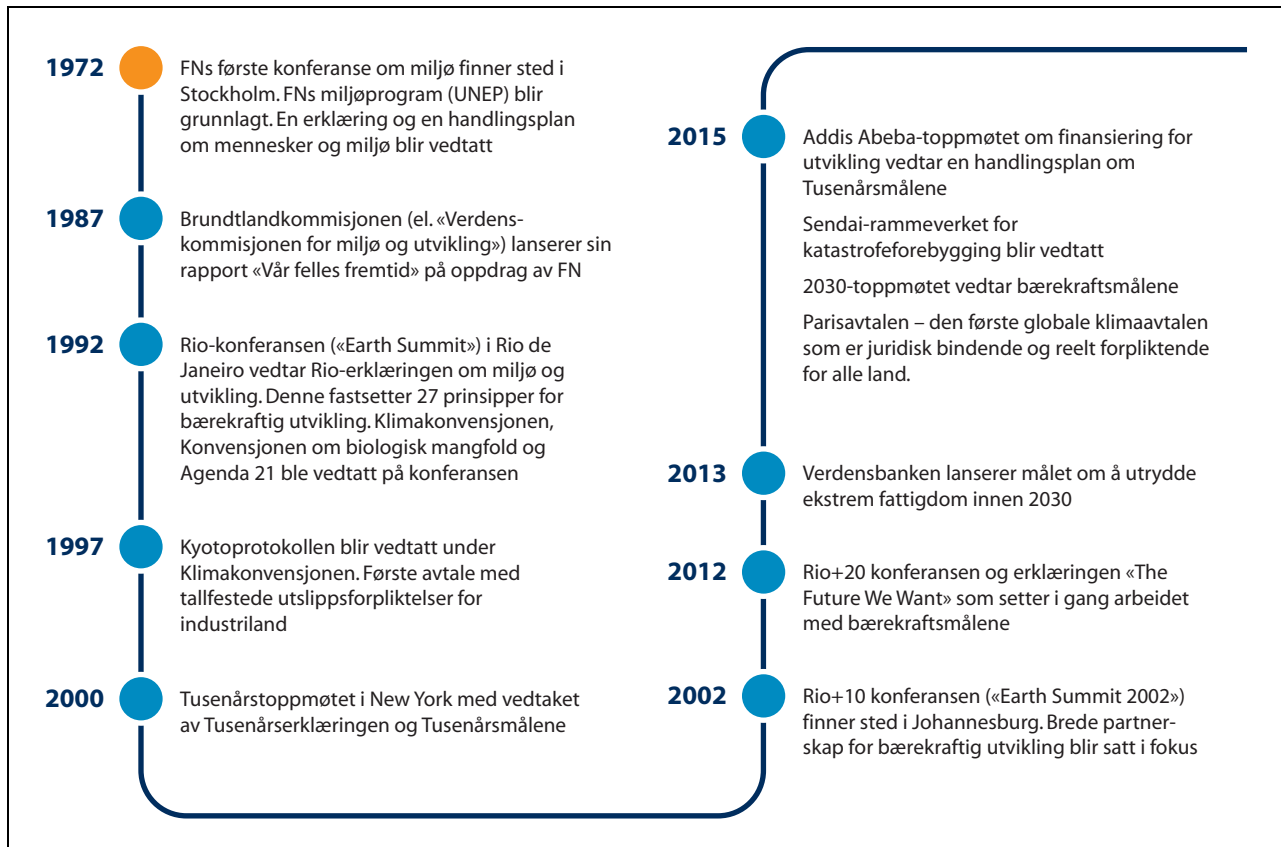 1972
FNs første konferanse om miljø finner sted i
Stockholm. FNs miljøprogram (UNEP) blir
grunnlagt. En erklæring og en handlingsplan
om mennesker og miljø blir vedtatt
1987
Brundtlandkommisjonen (el. «Verdens-
kommisjonen for miljø og utvikling») lanserer sin
rapport «Vår felles fremtid» på oppdrag av FN
1992
Rio-konferansen («Earth Summit») i Rio de
Janeiro vedtar Rio-erklæringen om miljø og
utvikling. Denne fastsetter 27 prinsipper for
bærekraftig utvikling. Klimakonvensjonen,
Konvensjonen om biologisk mangfold og
Agenda 21 ble vedtatt på konferansen
1997
Kyotoprotokollen blir vedtatt under
Klimakonvensjonen. Første avtale med
tallfestede utslippsforpliktelser for
industriland
2000
Tusenårstoppmøtet i New York med vedtaket
av Tusenårserklæringen og Tusenårsmålene
2002
Rio+10 konferansen («Earth Summit 2002»)
finner sted i Johannesburg. Brede partner-
skap for bærekraftig utvikling blir satt i fokus
2012
Rio+20 konferansen og erklæringen «The
Future We Want» som setter i gang arbeidet
med bærekraftsmålene
2013
Verdensbanken lanserer målet om å utrydde
ekstrem fattigdom innen 2030
2015
Addis Abeba-toppmøtet om finansiering for
utvikling vedtar en handlingsplan om
Tusenårsmålene
Sendai-rammeverket for
katastrofeforebygging blir vedtatt
2030-toppmøtet vedtar bærekraftsmålene
Parisavtalen – den første globale klimaavtalen
som er juridisk bindende og reelt forpliktende
for alle land.